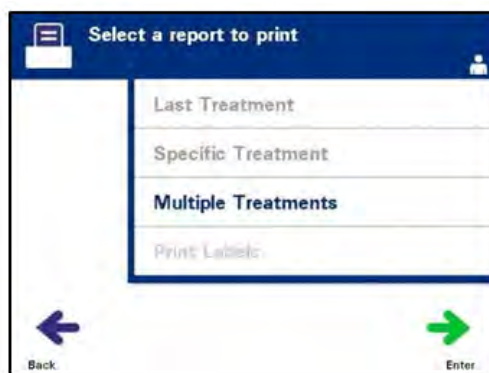 Select a report to print
Last Treatment
Specific Treatment
Multiple Treatments
Print Labels
Back
Enter